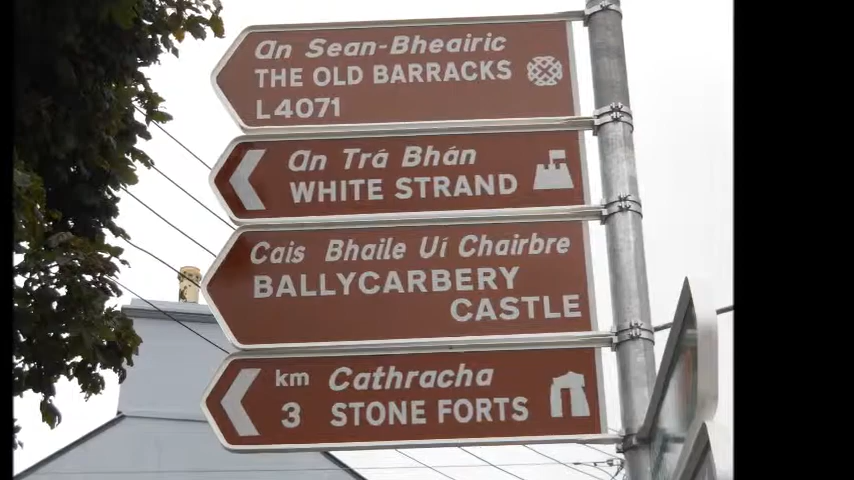 An Sean-Bheairic
THE OLD BARRACKS
L4071
An Trá Bhán
WHITE STRAND
Cais Bhaile Uí Chairbre
BALLYCARBERY
CASTLE
km Cathracha
3 STONE FORTS